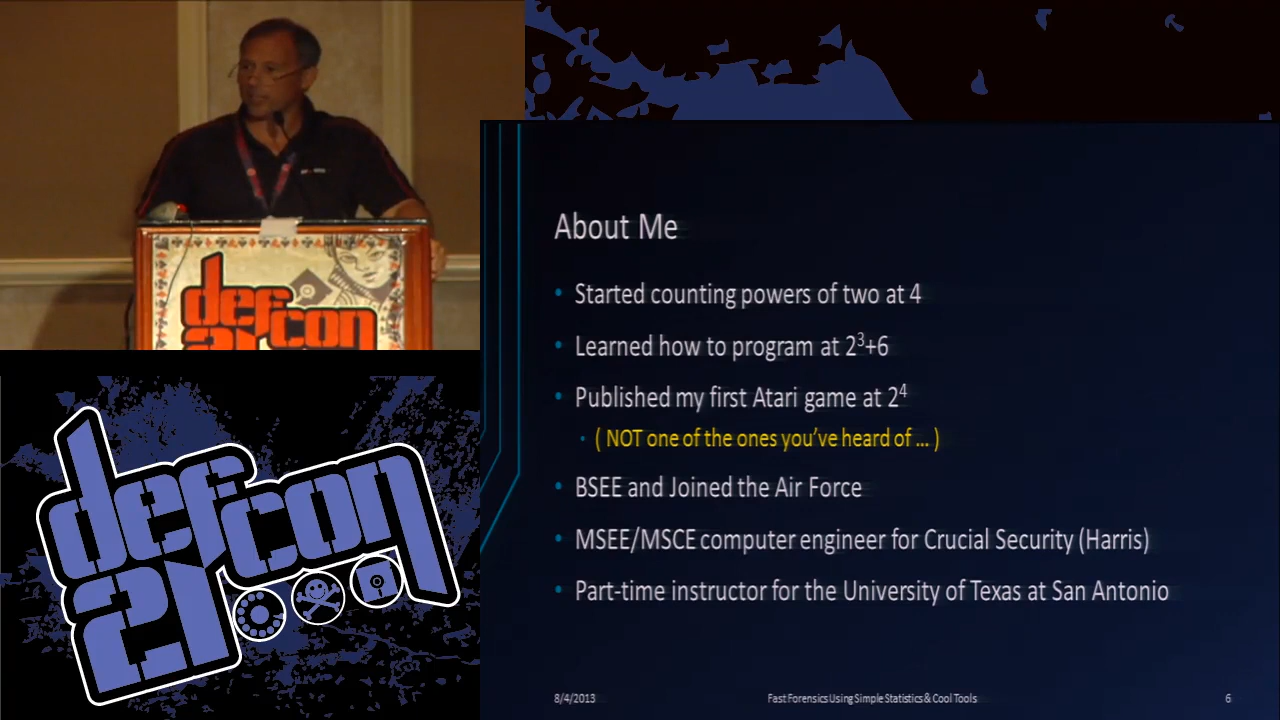 defcon
21
About Me
• Started counting powers of two at 4
• Learned how to program at 2³+6
• Published my first Atari game at 2⁴
• ( NOT one of the ones you've heard of ... )
• BSEE and Joined the Air Force
• MSEE/MSCE computer engineer for Crucial Security (Harris)
• Part-time instructor for the University of Texas at San Antonio
8/4/2013 Fast Forensics Using Simple Statistics & Cool Tools 6
defcon
21